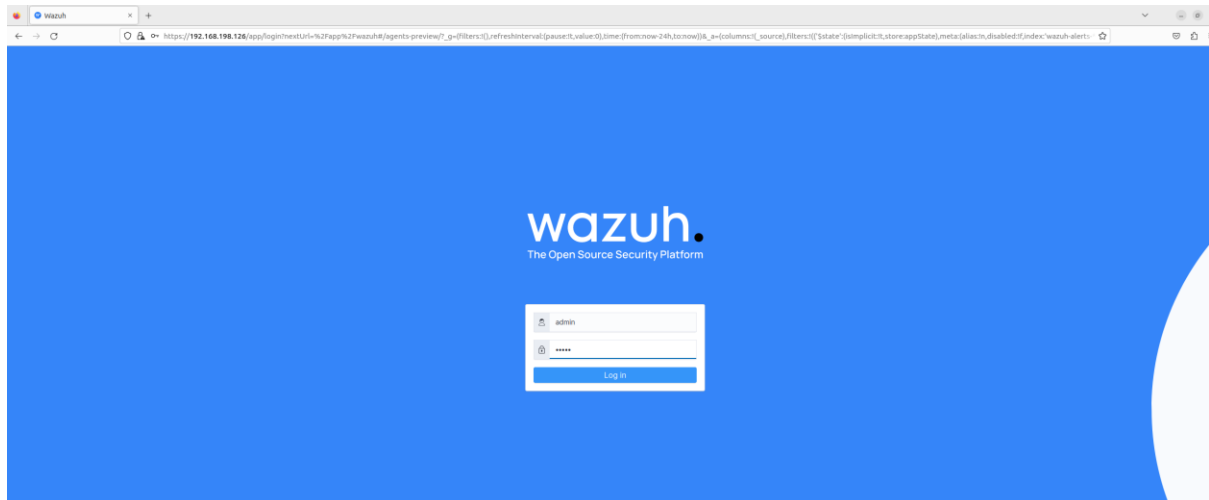 Wazuh
https://192.168.198.128/app/login?nextUrl=%2Fapp%2Fwazuh#/agents-preview/?_g=(filters:!(),refreshInterval:(pause:!t,value:0),time:(from:now-24h,to:now))&_a=(columns:!(_source),filters:!(('$state':(isImplicit:!t,store:appState),meta:(alias:!n,disabled:!f,index:'wazuh-alerts
wazuh.
The Open Source Security Platform
admin
•••••
Log in